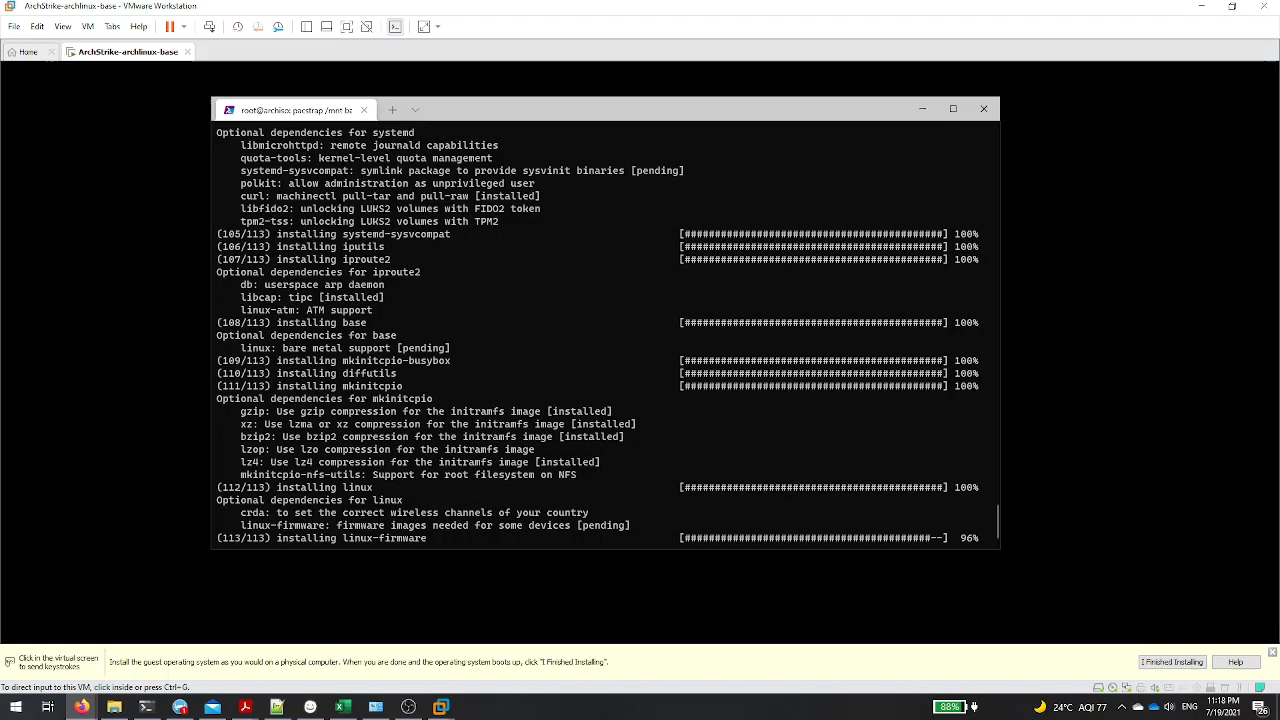 ArchStrike-archlinux-base - VMware Workstation
File Edit View VM Tabs Help
Home ArchStrike-archlinux-base
root@archiso: pacstrap /mnt ba
Optional dependencies for systemd
libmicrohttpd: remote journald capabilities
quota-tools: kernel-level quota management
systemd-sysvcompat: symlink package to provide sysvinit binaries [pending]
polkit: allow administration as unprivileged user
curl: machinectl pull-tar and pull-raw [installed]
libfido2: unlocking LUKS2 volumes with FIDO2 token
tpm2-tss: unlocking LUKS2 volumes with TPM2
(105/113) installing systemd-sysvcompat [###########################################] 100%
(106/113) installing iputils [###########################################] 100%
(107/113) installing iproute2 [###########################################] 100%
Optional dependencies for iproute2
db: userspace arp daemon
libcap: tipc [installed]
linux-atm: ATM support
(108/113) installing base [###########################################] 100%
Optional dependencies for base
linux: bare metal support [pending]
(109/113) installing mkinitcpio-busybox [###########################################] 100%
(110/113) installing diffutils [###########################################] 100%
(111/113) installing mkinitcpio [###########################################] 100%
Optional dependencies for mkinitcpio
gzip: Use gzip compression for the initramfs image [installed]
xz: Use lzma or xz compression for the initramfs image [installed]
bzip2: Use bzip2 compression for the initramfs image [installed]
lzop: Use lzo compression for the initramfs image
lz4: Use lz4 compression for the initramfs image [installed]
mkinitcpio-nfs-utils: Support for root filesystem on NFS
(112/113) installing linux [###########################################] 100%
Optional dependencies for linux
crda: to set the correct wireless channels of your country
linux-firmware: firmware images needed for some devices [pending]
(113/113) installing linux-firmware [#########################################--] 96%
Click in the virtual screen
to send keystrokes
Install the guest operating system as you would on a physical computer. When you are done and the operating system boots up, click "I Finished Installing".
I Finished Installing Help
To direct input to this VM, click inside or press Ctrl+G.
88% 24°C AQI 77 ENG 11:18 PM
7/19/2021 26